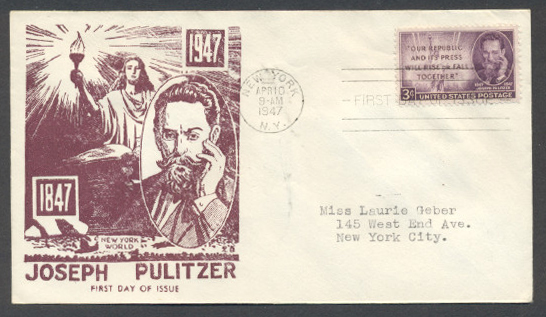 1947
1847
NEW YORK
WORLD
JOSEPH PULITZER
FIRST DAY OF ISSUE
NEW YORK
APR 10
9-AM
1947
N.Y.
"OUR REPUBLIC
AND ITS PRESS
WILL RISE OR FALL
TOGETHER"
JOSEPH PULITZER
3¢ UNITED STATES POSTAGE
FIRST
Miss Laurie Geber
145 West End Ave.
New York City.